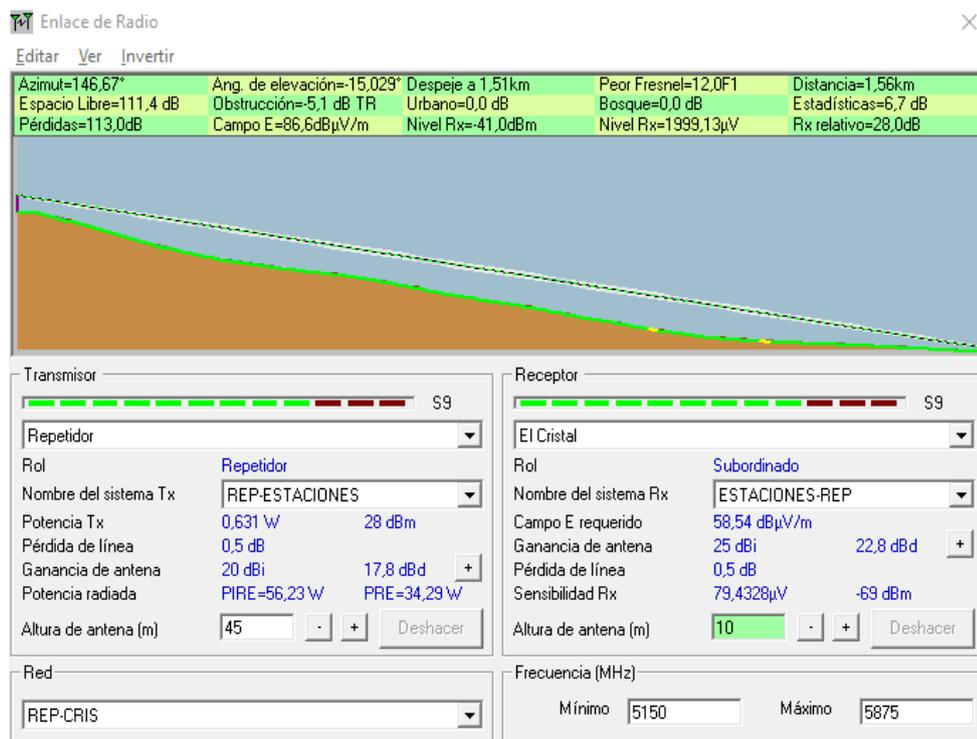 Enlace de Radio
Editar Ver Invertir
Azimut=146,67° Ang. de elevación=-15,029° Despeje a 1,51km Peor Fresnel=12,0F1 Distancia=1,56km
Espacio Libre=111,4 dB Obstrucción=-5,1 dB TR Urbano=0,0 dB Bosque=0,0 dB Estadísticas=6,7 dB
Pérdidas=113,0dB Campo E=86,6dBµV/m Nivel Rx=-41,0dBm Nivel Rx=1999,13µV Rx relativo=28,0dB
Transmisor
S9
Repetidor
Rol Repetidor
Nombre del sistema Tx REP-ESTACIONES
Potencia Tx 0,631 W 28 dBm
Pérdida de línea 0,5 dB
Ganancia de antena 20 dBi 17,8 dBd +
Potencia radiada PIRE=56,23 W PRE=34,29 W
Altura de antena (m) 45 - + Deshacer
Receptor
S9
El Cristal
Rol Subordinado
Nombre del sistema Rx ESTACIONES-REP
Campo E requerido 58,54 dBµV/m
Ganancia de antena 25 dBi 22,8 dBd +
Pérdida de línea 0,5 dB
Sensibilidad Rx 79,4328µV -69 dBm
Altura de antena (m) 10 - + Deshacer
Red
REP-CRIS
Frecuencia (MHz)
Mínimo 5150 Máximo 5875